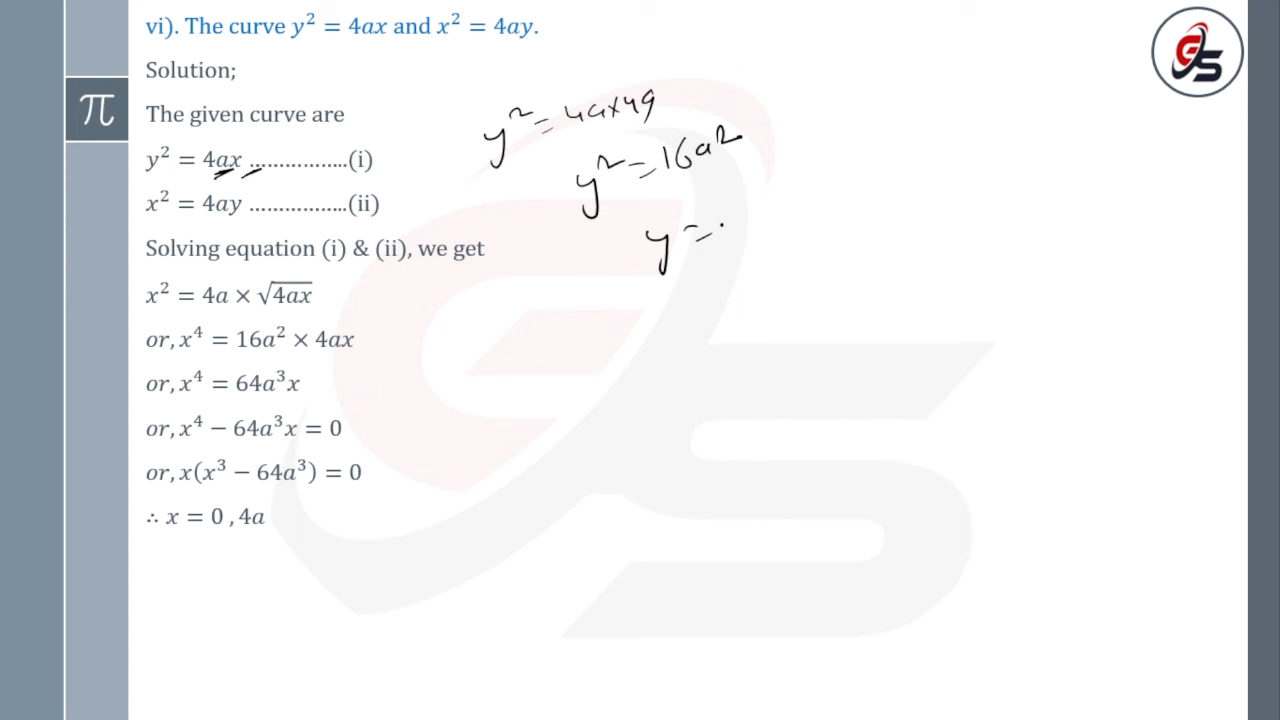 vi). The curve y² = 4ax and x² = 4ay.
Solution;
π
The given curve are
y² = 4ax ................(i)
x² = 4ay ................(ii)
Solving equation (i) & (ii), we get
x² = 4a × √4ax
or, x⁴ = 16a² × 4ax
or, x⁴ = 64a³x
or, x⁴ − 64a³x = 0
or, x(x³ − 64a³) = 0
∴ x = 0 , 4a
y² = 4a×4a
y² = 16a²
y =
GS